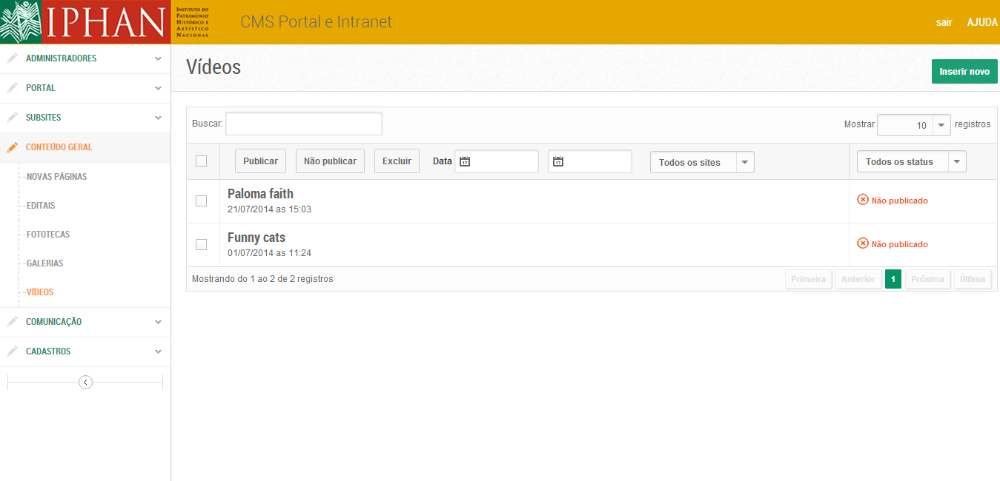 IPHAN
INSTITUTO DO
PATRIMÔNIO
HISTÓRICO E
ARTÍSTICO
NACIONAL
CMS Portal e Intranet
sair
AJUDA
ADMINISTRADORES
PORTAL
SUBSITES
CONTEÚDO GERAL
NOVAS PÁGINAS
EDITAIS
FOTOTECAS
GALERIAS
VÍDEOS
COMUNICAÇÃO
CADASTROS
Vídeos
Inserir novo
Buscar:
Mostrar 10 registros
Publicar Não publicar Excluir Data 17 17 Todos os sites Todos os status
Paloma faith
21/07/2014 as 15:03
Não publicado
Funny cats
01/07/2014 as 11:24
Não publicado
Mostrando do 1 ao 2 de 2 registros
Primeira Anterior 1 Próxima Última